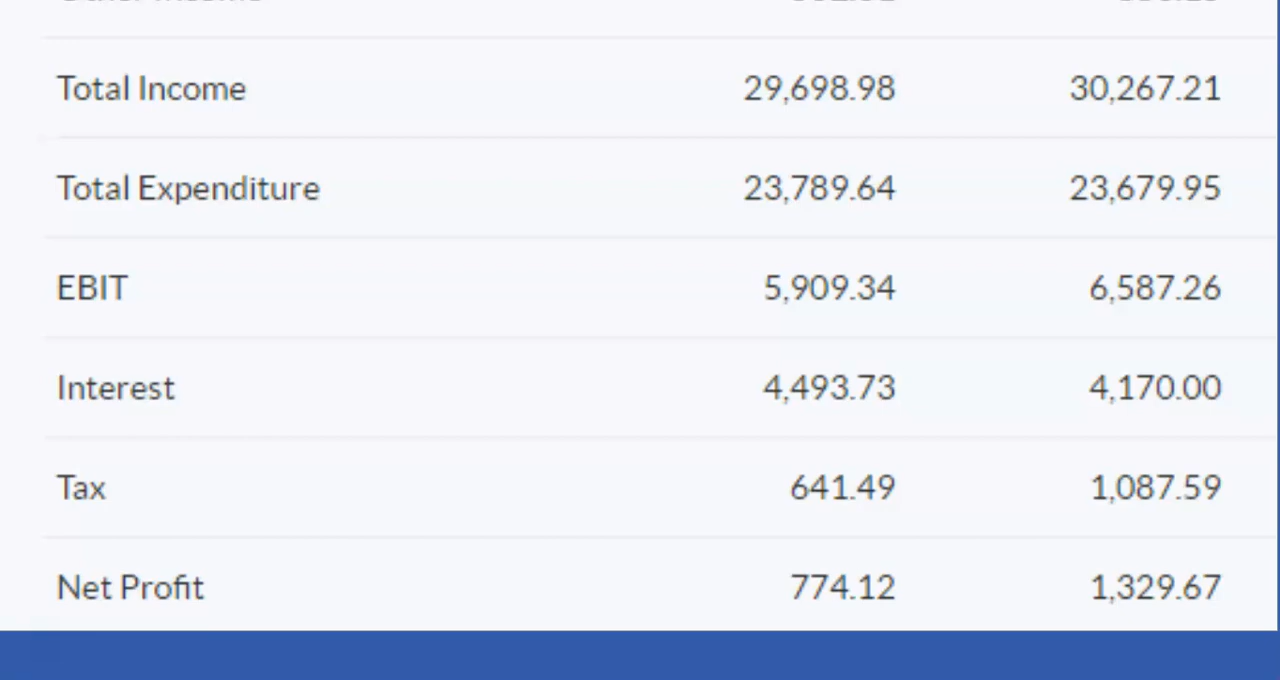 Total Income 29,698.98 30,267.21
Total Expenditure 23,789.64 23,679.95
EBIT 5,909.34 6,587.26
Interest 4,493.73 4,170.00
Tax 641.49 1,087.59
Net Profit 774.12 1,329.67